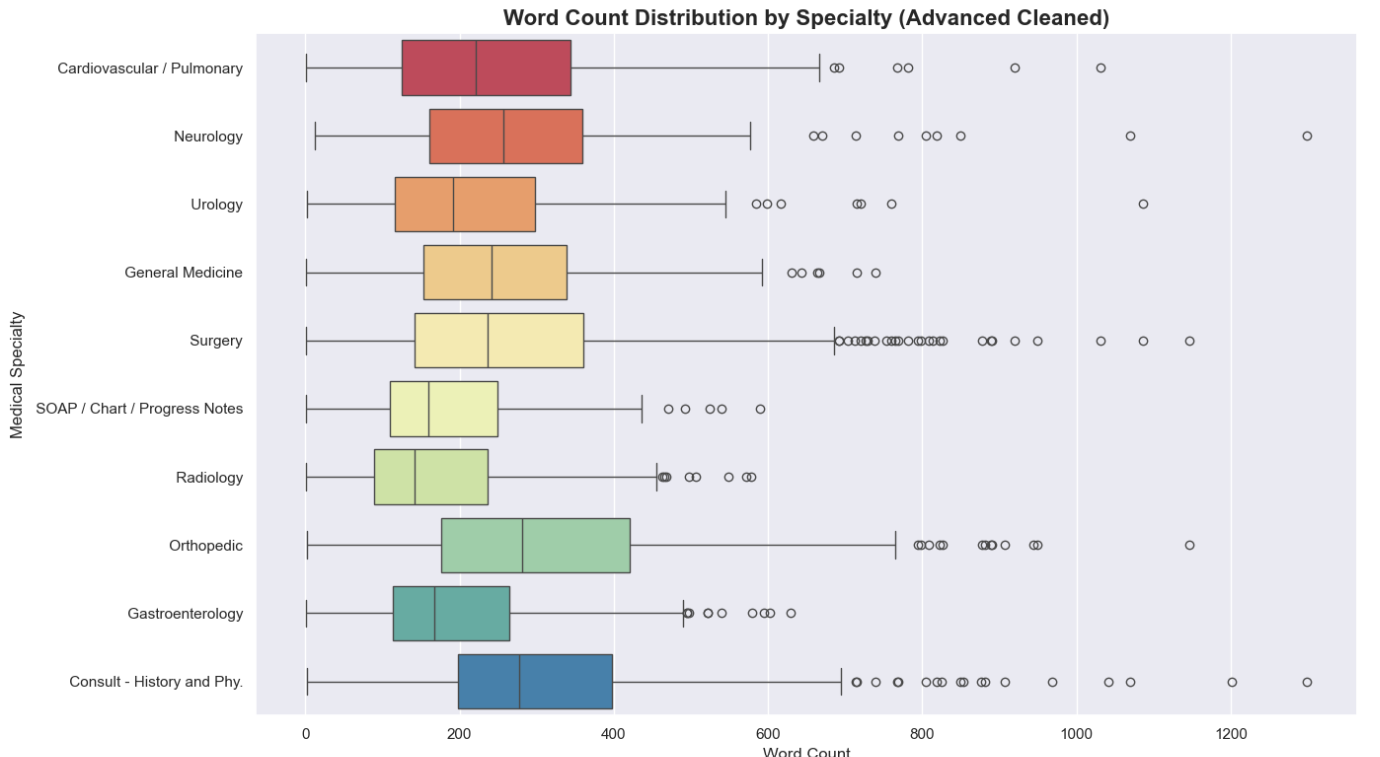 Word Count Distribution by Specialty (Advanced Cleaned)
Medical Specialty
Cardiovascular / Pulmonary
Neurology
Urology
General Medicine
Surgery
SOAP / Chart / Progress Notes
Radiology
Orthopedic
Gastroenterology
Consult - History and Phy.
0 200 400 600 800 1000 1200
Word Count